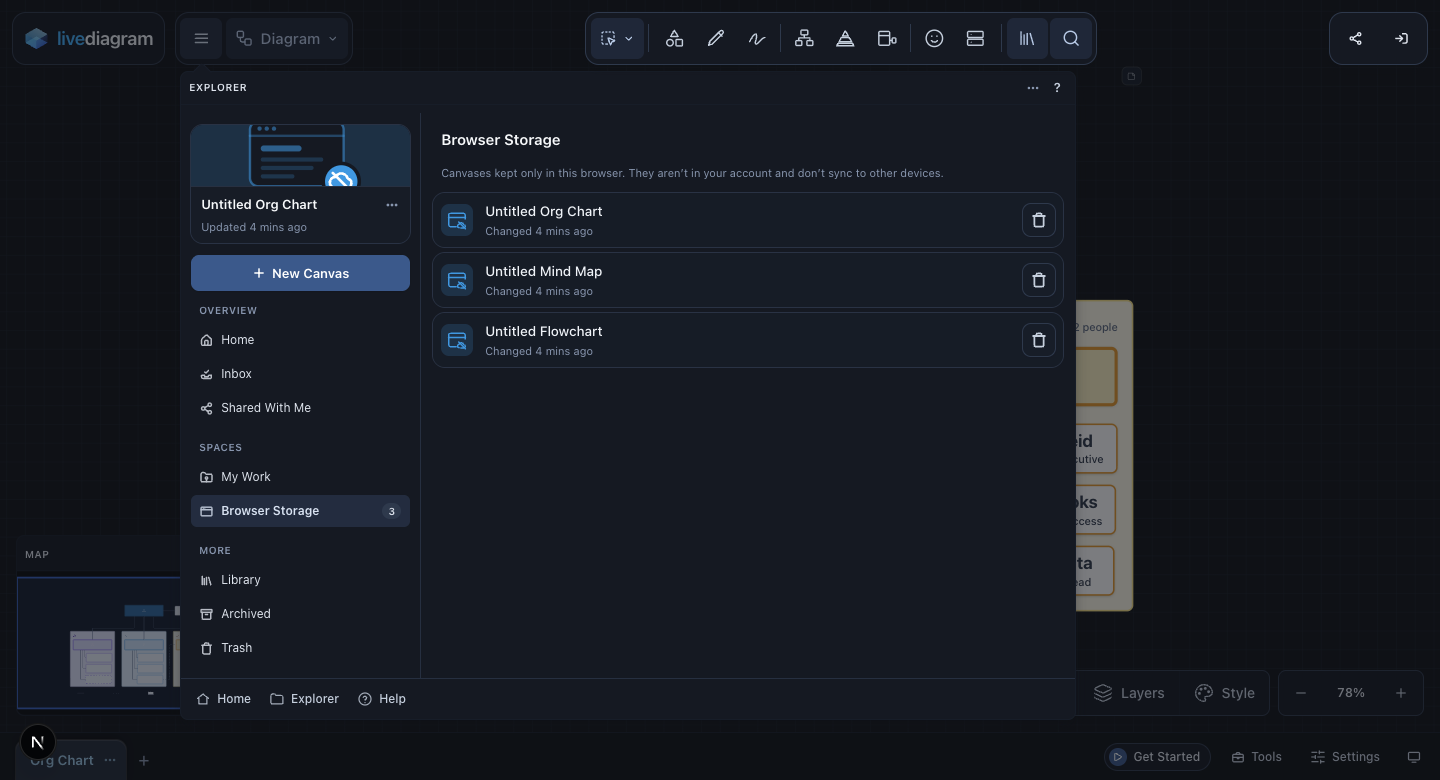 livediagram
Diagram
EXPLORER
?
Untitled Org Chart
Updated 4 mins ago
New Canvas
OVERVIEW
Home
Inbox
Shared With Me
SPACES
My Work
Browser Storage 3
MORE
Library
Archived
Trash
Browser Storage
Canvases kept only in this browser. They aren’t in your account and don’t sync to other devices.
Untitled Org Chart
Changed 4 mins ago
Untitled Mind Map
Changed 4 mins ago
Untitled Flowchart
Changed 4 mins ago
people
MAP
Home Explorer Help
Layers Style 78%
N
Org Chart
Get Started Tools Settings